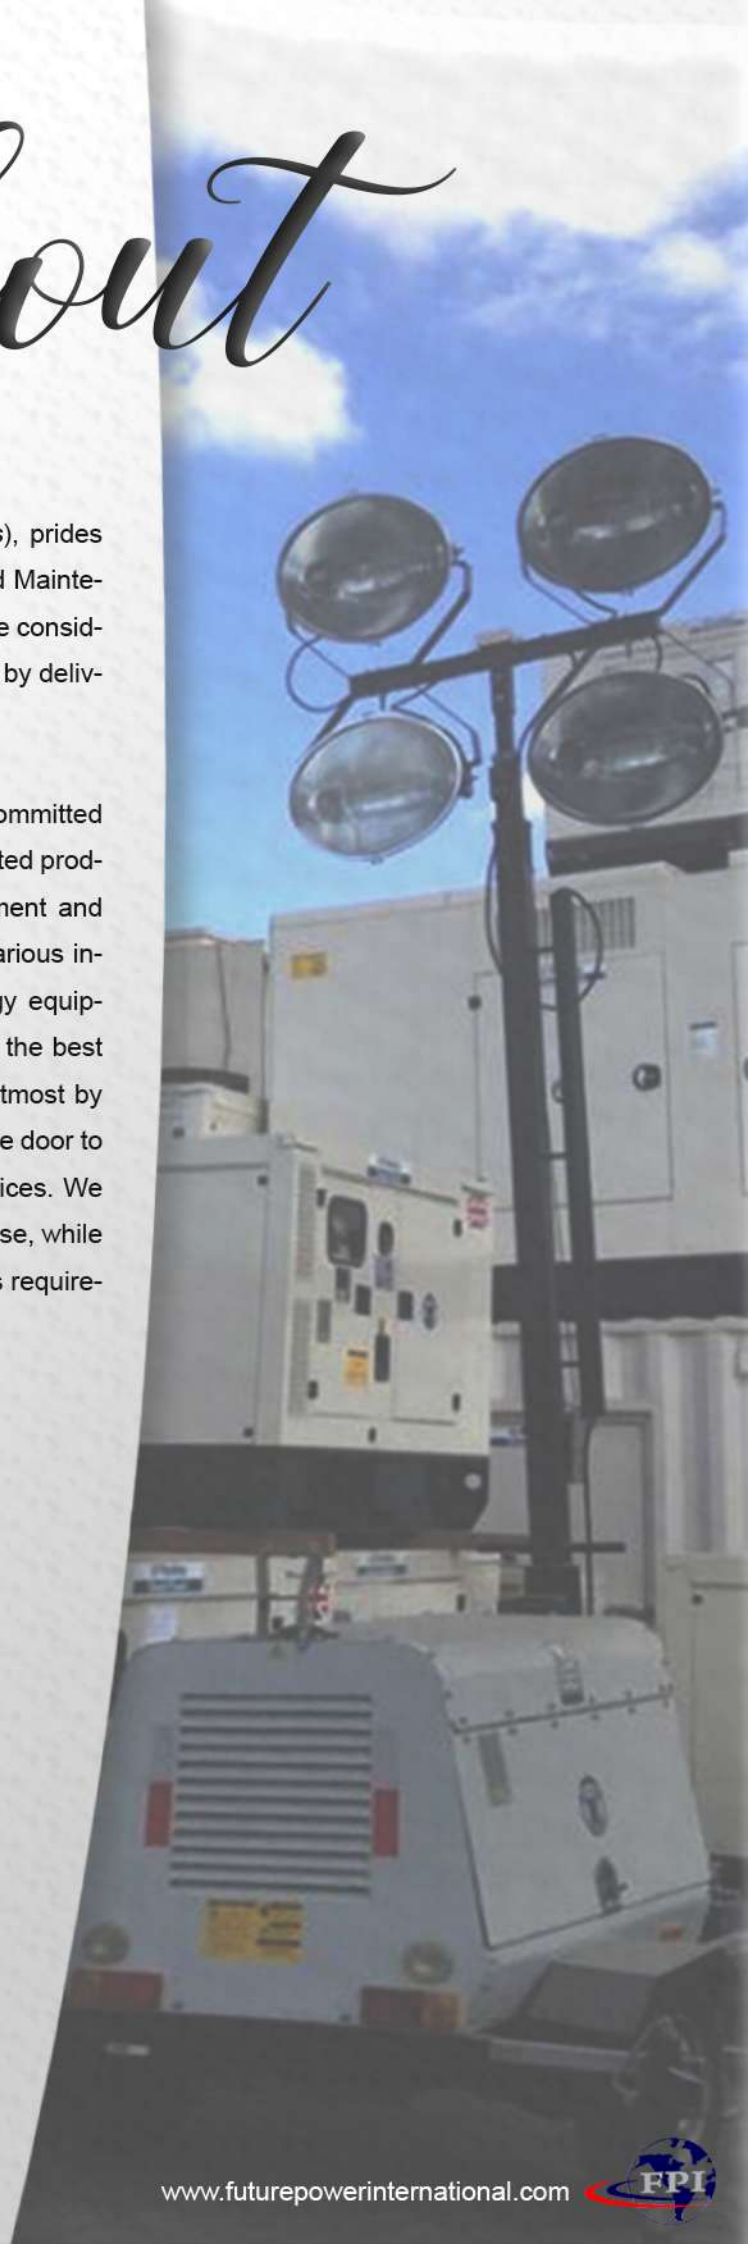 out
s), prides
d Mainte-
e consid-
by deliv-
ommitted
ted prod-
ment and
arious in-
gy equip-
the best
tmost by
e door to
ices. We
se, while
s require-
www.futurepowerinternational.com
FPI